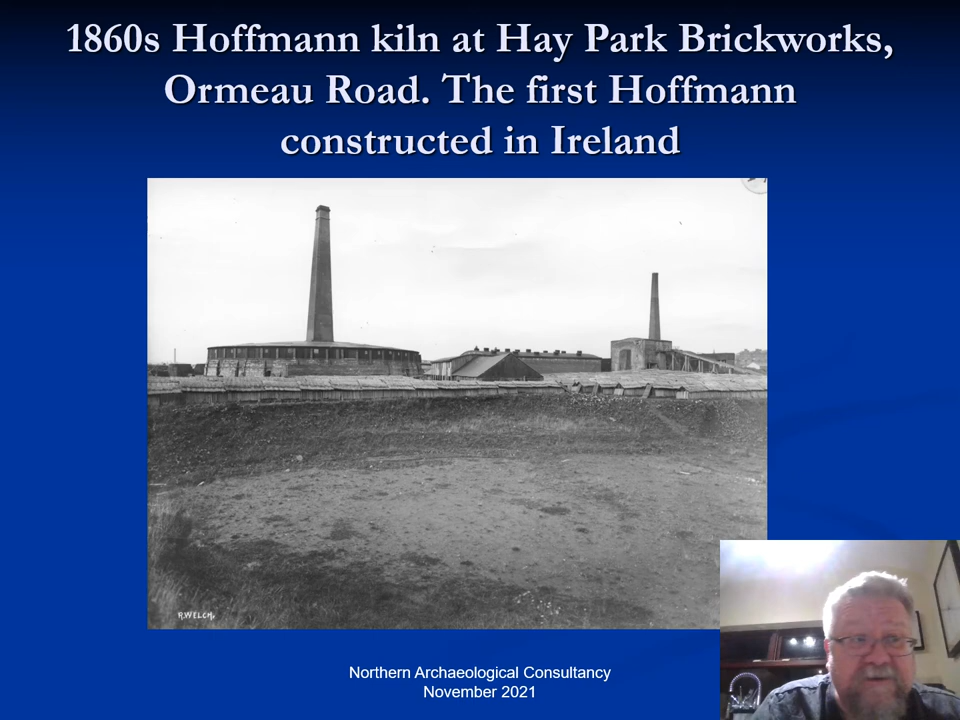 1860s Hoffmann kiln at Hay Park Brickworks,
Ormeau Road. The first Hoffmann
constructed in Ireland
R.WELCH.
Northern Archaeological Consultancy
November 2021